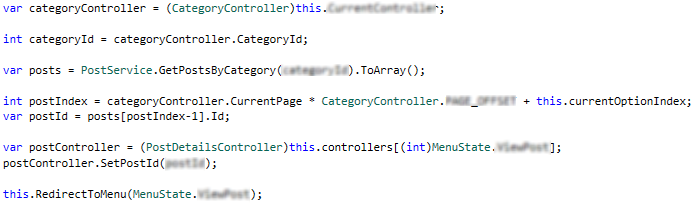 var categoryController = (CategoryController)this.CurrentController;
int categoryId = categoryController.CategoryId;
var posts = PostService.GetPostsByCategory(categoryId).ToArray();
int postIndex = categoryController.CurrentPage * CategoryController.PAGE_OFFSET + this.currentOptionIndex;
var postId = posts[postIndex-1].Id;
var postController = (PostDetailsController)this.controllers[(int)MenuState.ViewPost];
postController.SetPostId(postId);
this.RedirectToMenu(MenuState.ViewPost);